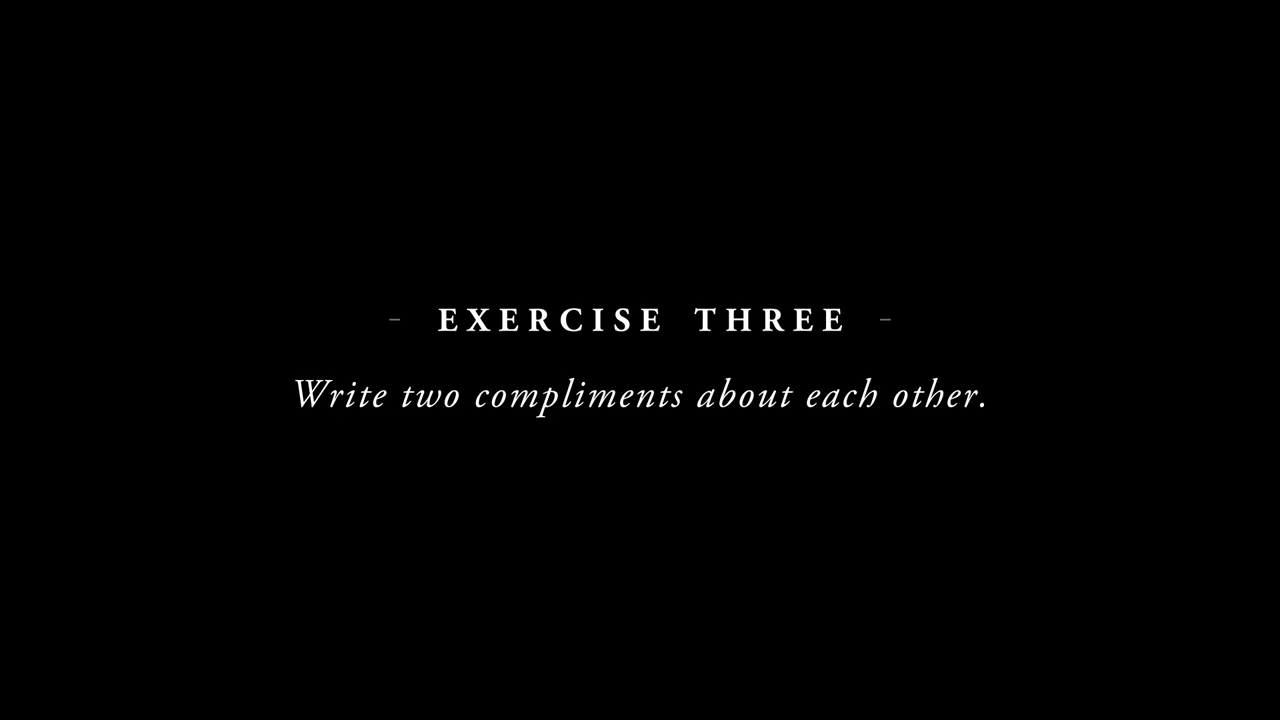 - EXERCISE THREE -
Write two compliments about each other.